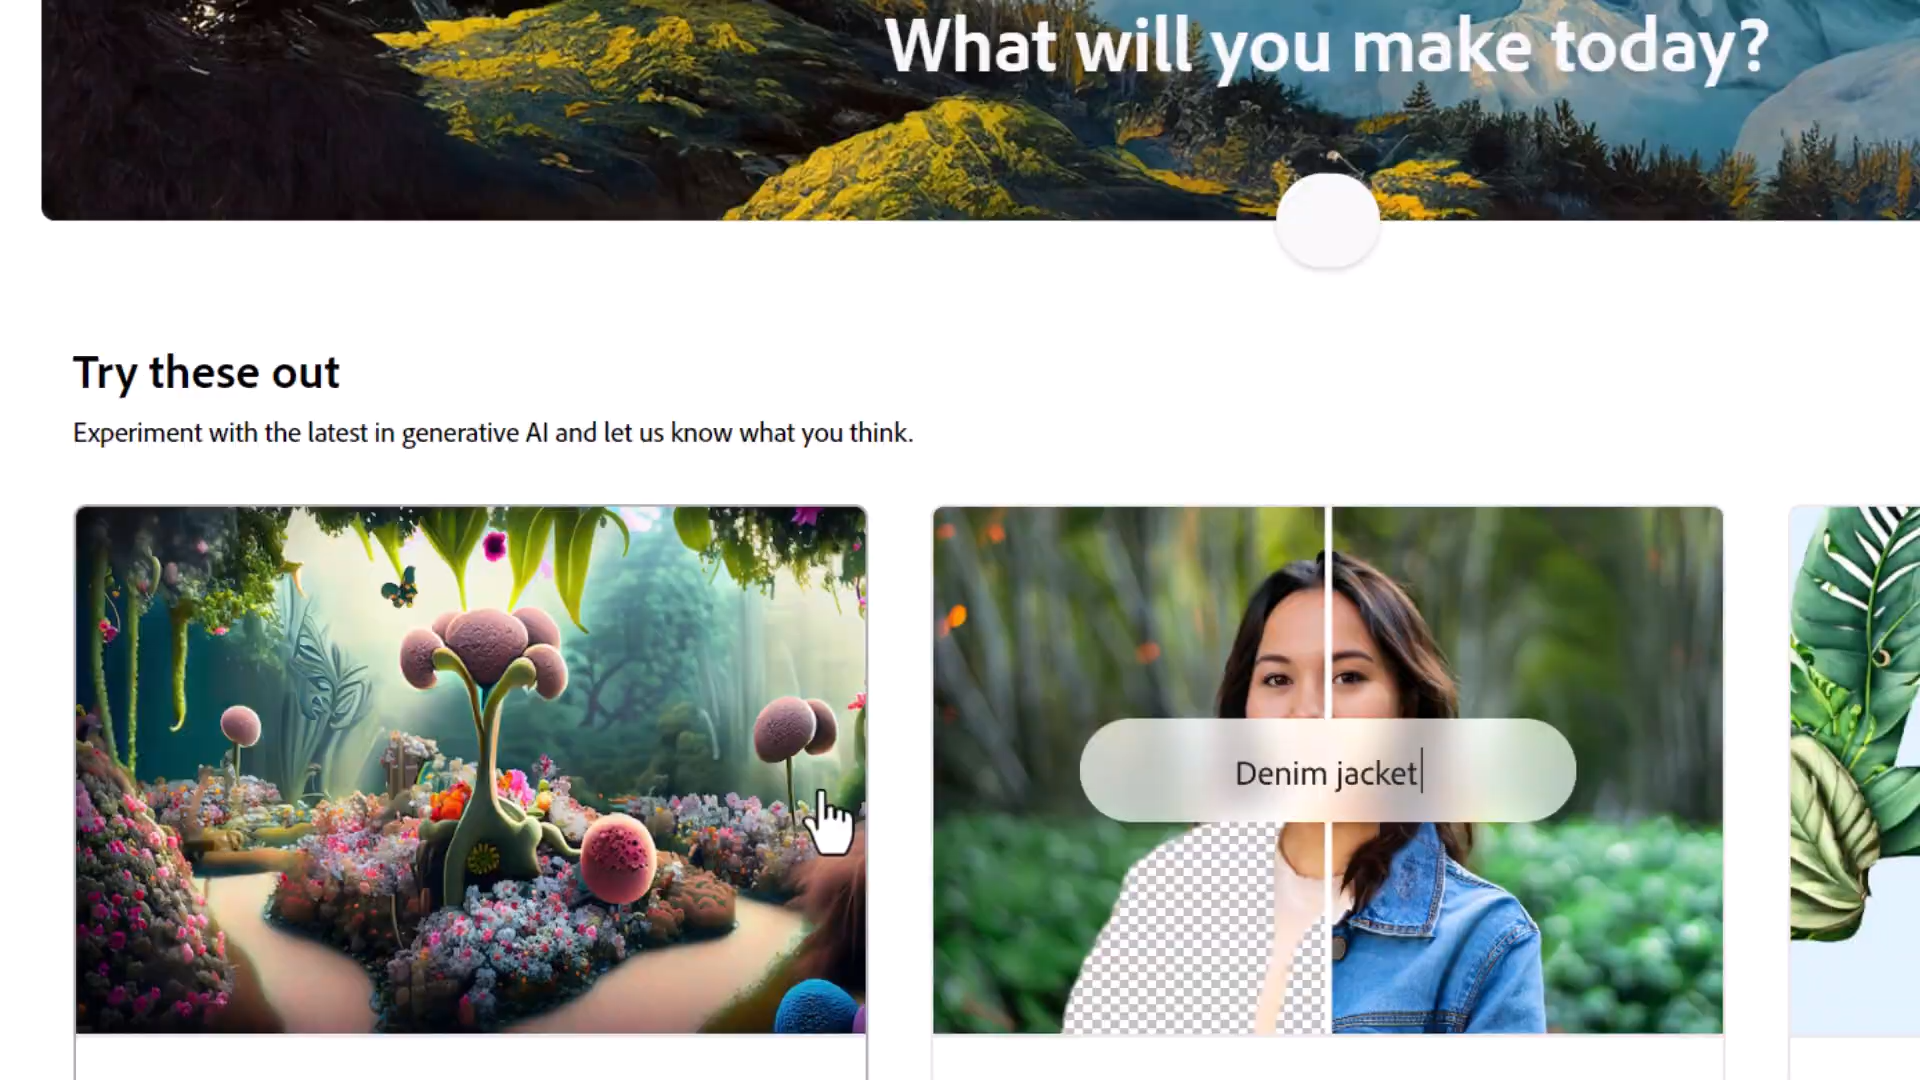 What will you make today?
Try these out
Experiment with the latest in generative AI and let us know what you think.
Denim jacket